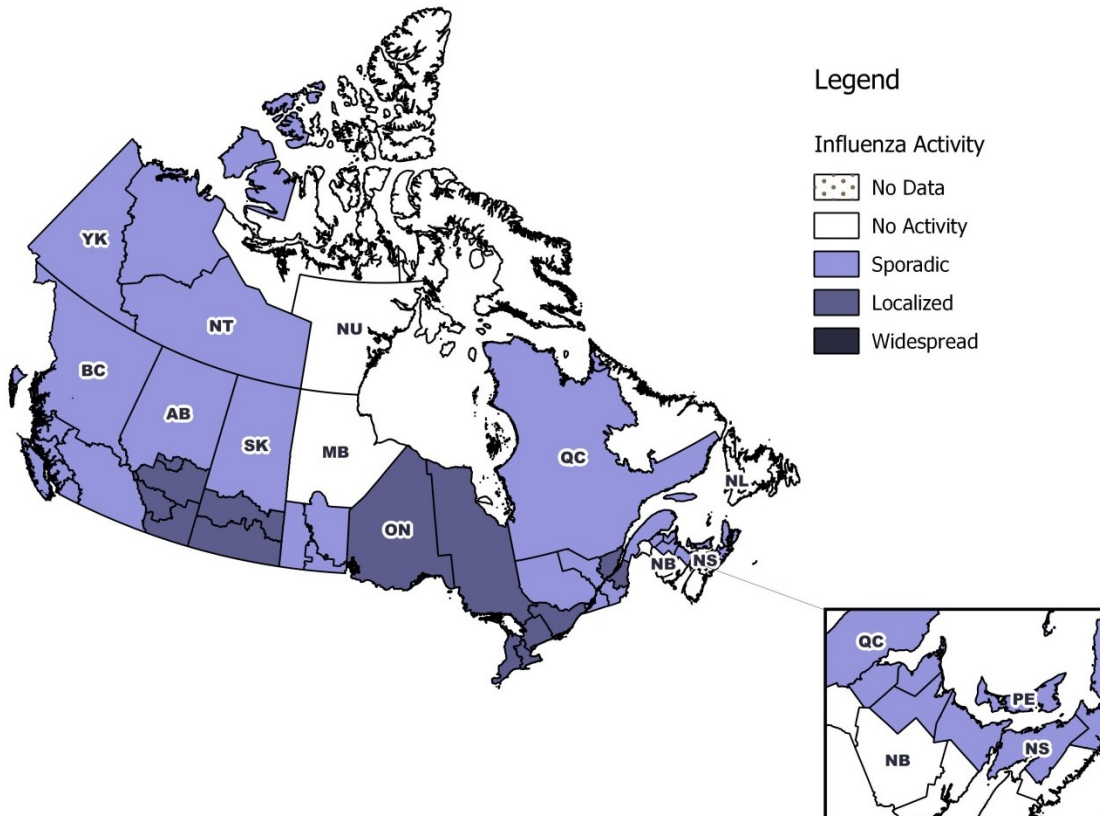 Legend
Influenza Activity
No Data
No Activity
Sporadic
Localized
Widespread
YK
NT
NU
BC
AB
SK
MB
ON
QC
NL
NB
NS
QC
PE
NS
NB